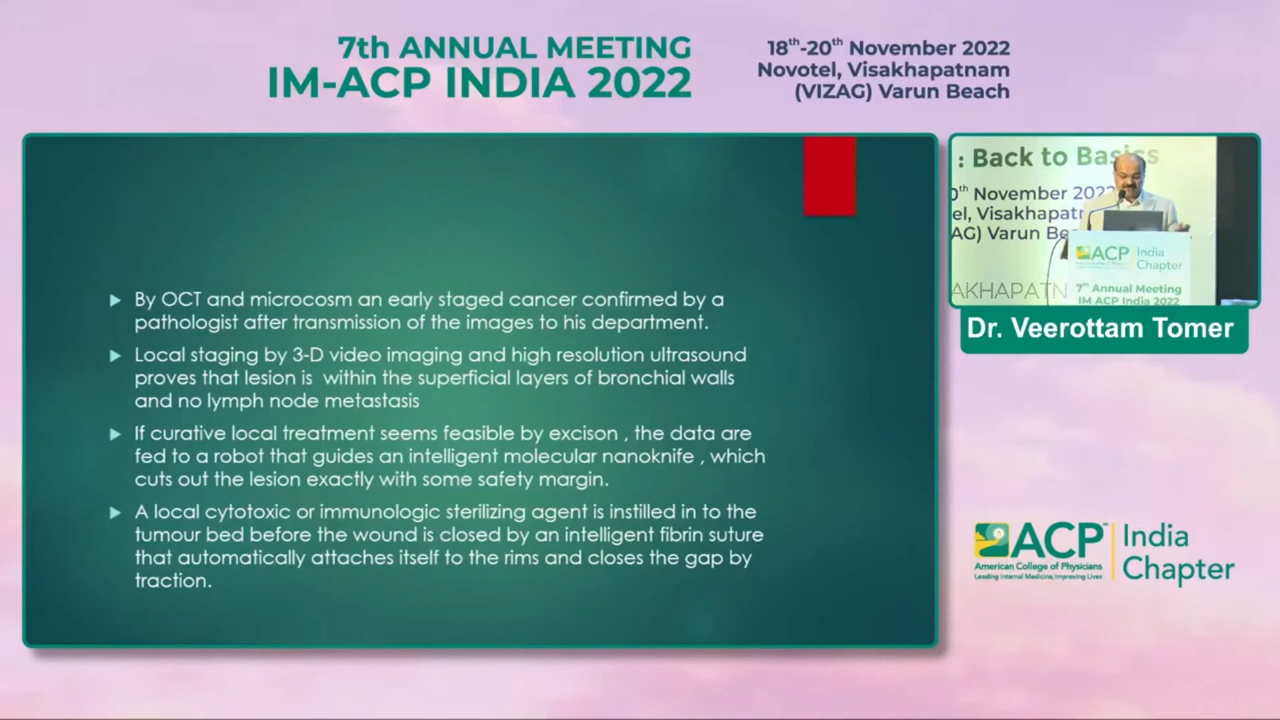 7th ANNUAL MEETING
IM-ACP INDIA 2022
18th-20th November 2022
Novotel, Visakhapatnam
(VIZAG) Varun Beach
▶ By OCT and microcosm an early staged cancer confirmed by a
pathologist after transmission of the images to his department.
▶ Local staging by 3-D video imaging and high resolution ultrasound
proves that lesion is within the superficial layers of bronchial walls
and no lymph node metastasis
▶ If curative local treatment seems feasible by excison , the data are
fed to a robot that guides an intelligent molecular nanoknife , which
cuts out the lesion exactly with some safety margin.
▶ A local cytotoxic or immunologic sterilizing agent is instilled in to the
tumour bed before the wound is closed by an intelligent fibrin suture
that automatically attaches itself to the rims and closes the gap by
traction.
: Back to Basics
0th November 2022
el, Visakhapat
AG) Varun Be
AKHAPATN
ACP India
Chapter
7th Annual Meeting
IM ACP India 2022
Dr. Veerottam Tomer
ACP™ India
Chapter
American College of Physicians
Leading Internal Medicine, Improving Lives